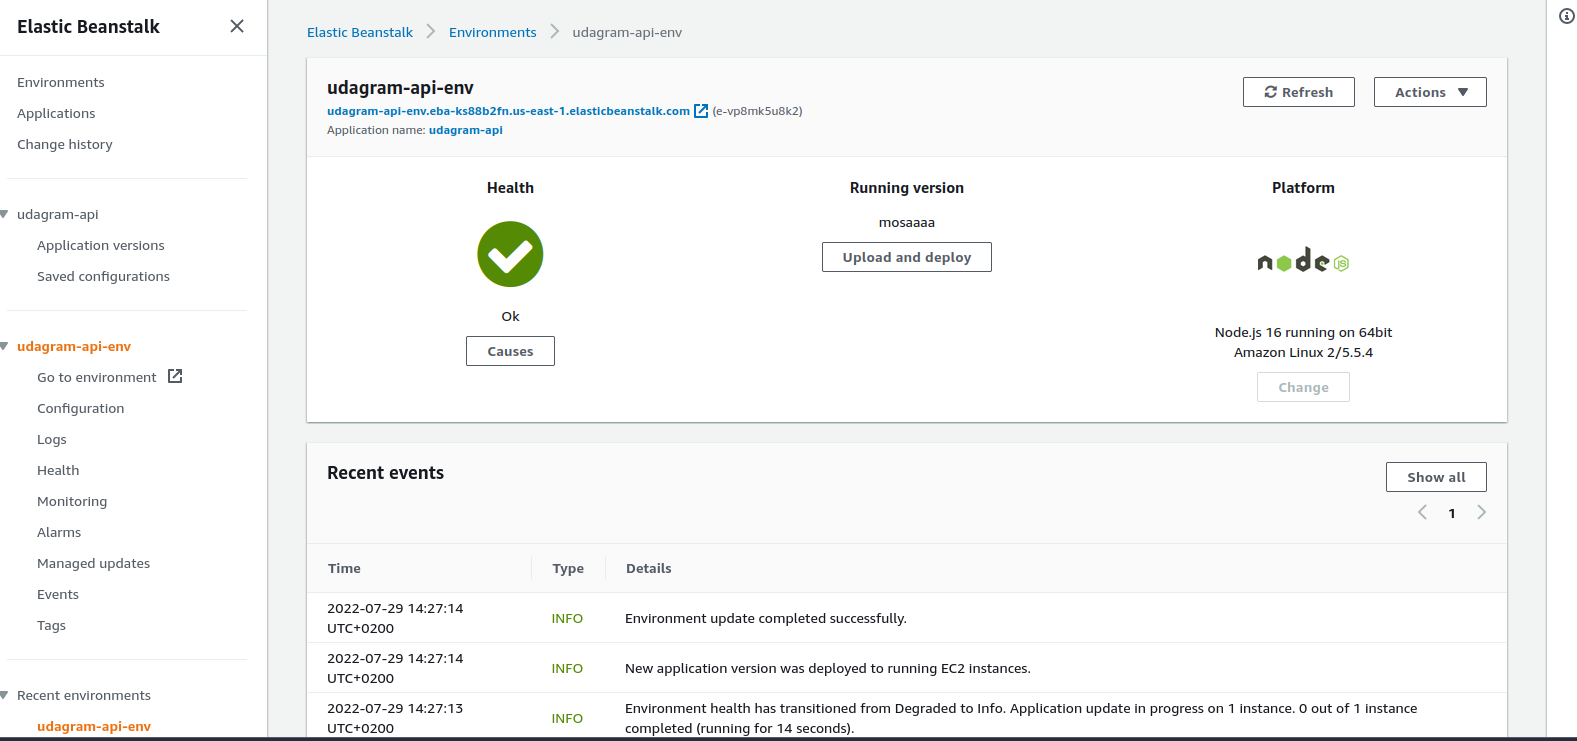 Elastic Beanstalk
Environments
Applications
Change history
udagram-api
Application versions
Saved configurations
udagram-api-env
Go to environment
Configuration
Logs
Health
Monitoring
Alarms
Managed updates
Events
Tags
Recent environments
udagram-api-env
Elastic Beanstalk Environments udagram-api-env
udagram-api-env
udagram-api-env.eba-ks88b2fn.us-east-1.elasticbeanstalk.com (e-vp8mk5u8k2)
Application name: udagram-api
Refresh
Actions
Health
Ok
Causes
Running version
mosaaaa
Upload and deploy
Platform
node JS
Node.js 16 running on 64bit
Amazon Linux 2/5.5.4
Change
Recent events
Show all
1
Time Type Details
2022-07-29 14:27:14
UTC+0200
INFO
Environment update completed successfully.
2022-07-29 14:27:14
UTC+0200
INFO
New application version was deployed to running EC2 instances.
2022-07-29 14:27:13
UTC+0200
INFO
Environment health has transitioned from Degraded to Info. Application update in progress on 1 instance. 0 out of 1 instance
completed (running for 14 seconds).